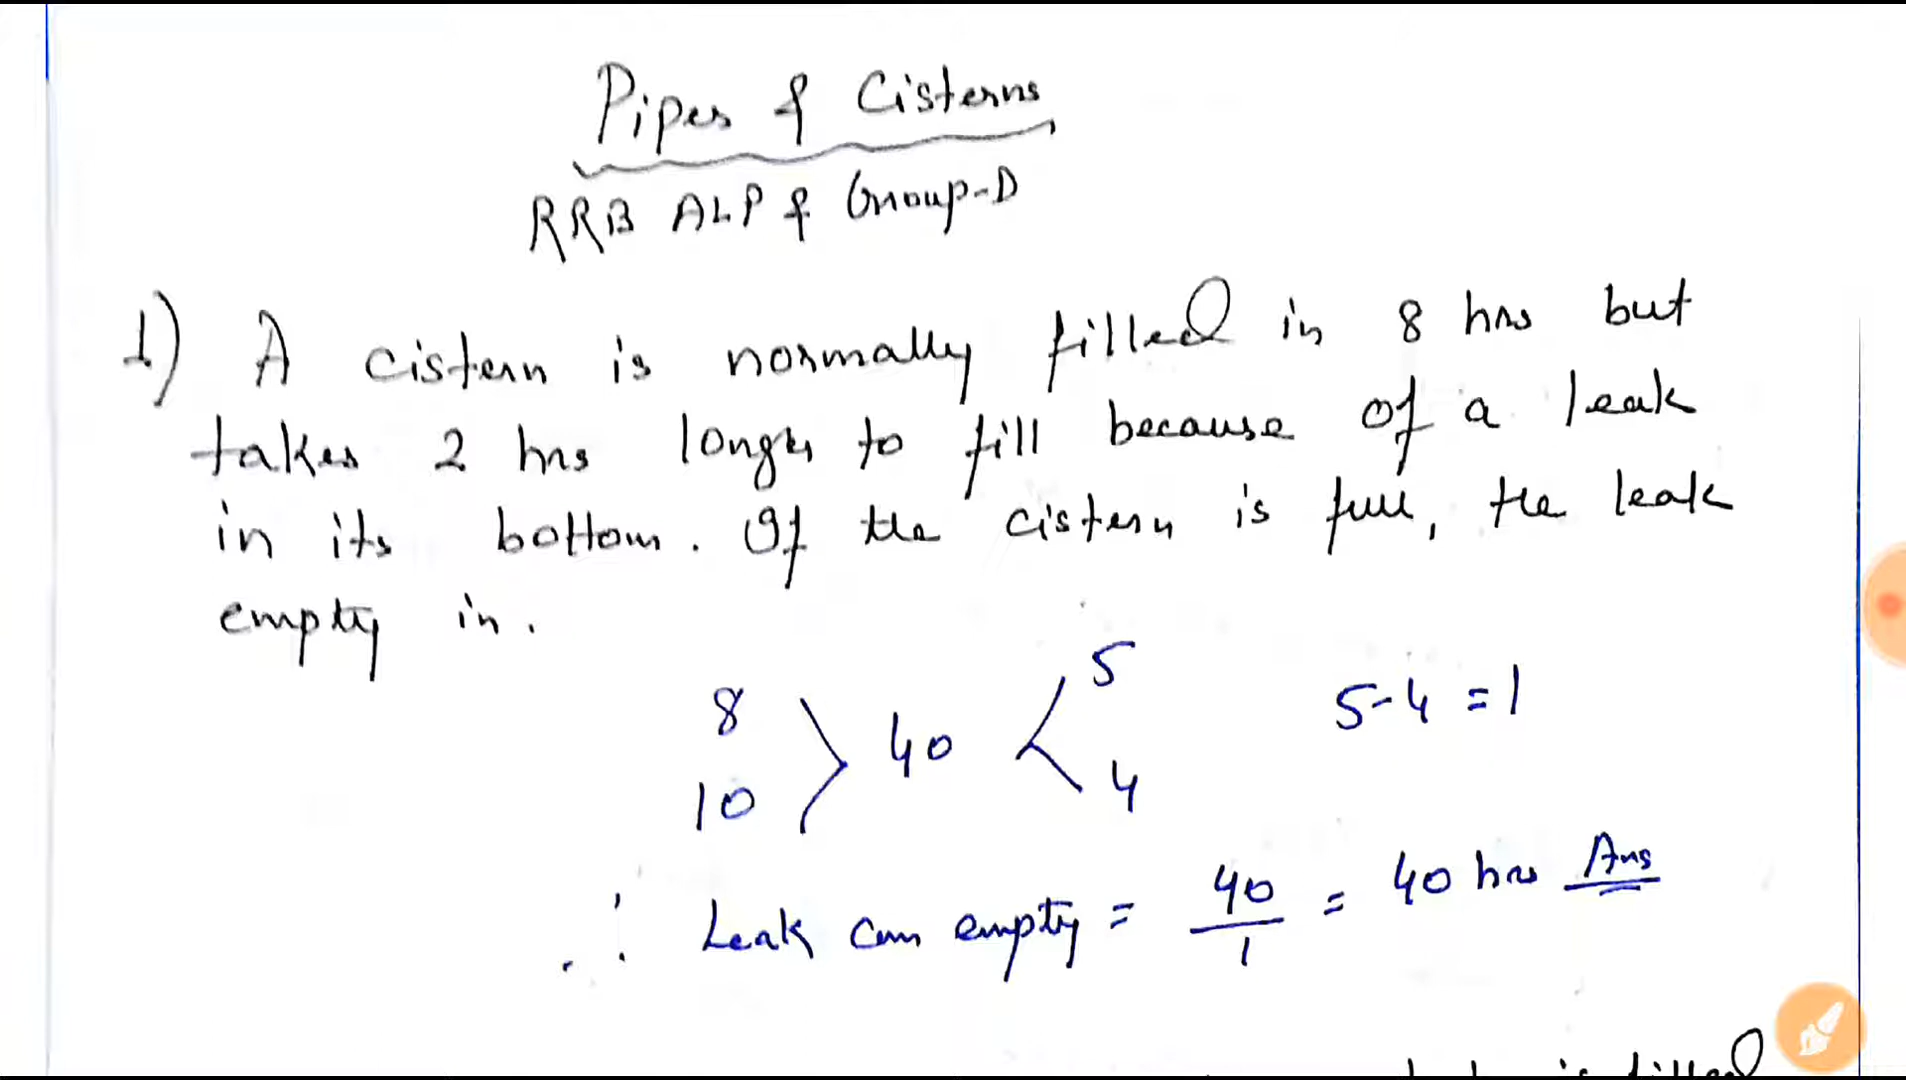 Pipes & Cisterns
RRB ALP & Group-D
1) A cistern is normally filled in 8 hrs but
takes 2 hrs longer to fill because of a leak
in its bottom. If the cistern is full, the leak
empty in.
8
10
40
5
4
5-4 = 1
∴ Leak can empty = 40/1 = 40 hrs Ans
is filled